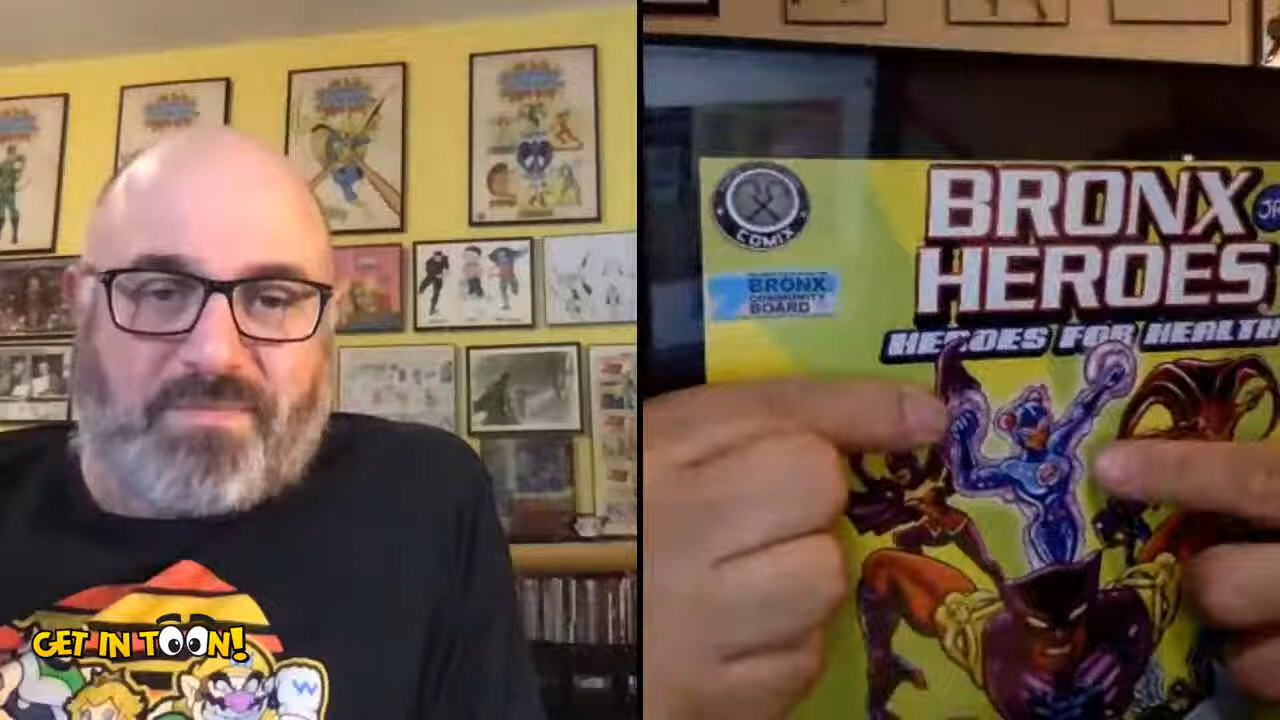 GET IN TOON!
COMIX
BRONX
HEROES
BRONX
COMMUNITY
BOARD
HEROES FOR HEALTH
W